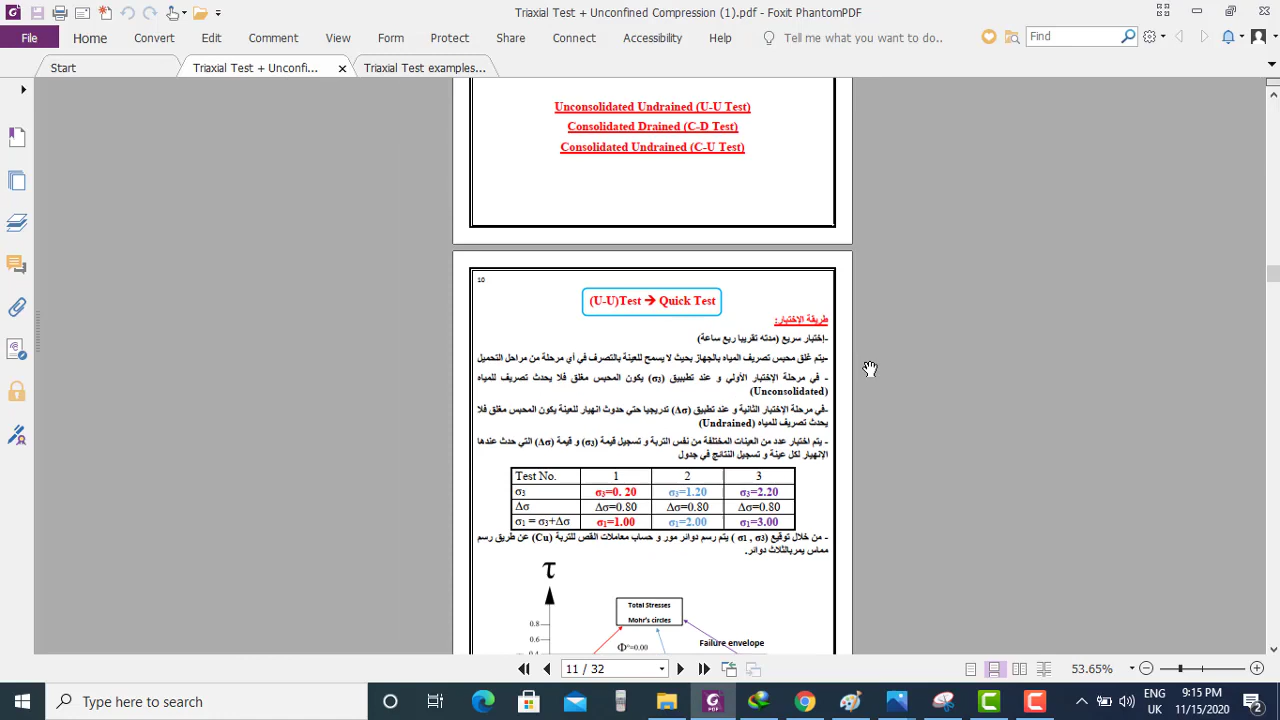 Triaxial Test + Unconfined Compression (1).pdf - Foxit PhantomPDF
File Home Convert Edit Comment View Form Protect Share Connect Accessibility Help Tell me what you want to do.. Find
Start Triaxial Test + Unconfi... Triaxial Test examples...
Unconsolidated Undrained (U-U Test)
Consolidated Drained (C-D Test)
Consolidated Undrained (C-U Test)
10
(U-U)Test ➔ Quick Test
طريقة الإختبار:
-إختبار سريع (مدته تقريبا ربع ساعة)
-يتم غلق محبس تصريف المياه بالجهاز بحيث لا يسمح للعينة بالتصرف في أي مرحلة من مراحل التحميل
- في مرحلة الإختبار الأولي و عند تطبييق (σ₃) يكون المحبس مغلق فلا يحدث تصريف للمياه
(Unconsolidated)
-في مرحلة الإختبار الثانية و عند تطبيق (Δσ) تدريجيا حتي حدوث انهيار للعينة يكون المحبس مغلق فلا
يحدث تصريف للمياه (Undrained)
- يتم اختبار عدد من العينات المختلفة من نفس التربة و تسجيل قيمة (σ₃) و قيمة (Δσ) التي حدث عندها
الإنهيار لكل عينة و تسجيل النتائج في جدول
Test No. 1 2 3
σ₃ σ₃=0. 20 σ₃=1.20 σ₃=2.20
Δσ Δσ=0.80 Δσ=0.80 Δσ=0.80
σ₁ = σ₃+Δσ σ₁=1.00 σ₁=2.00 σ₁=3.00
- من خلال توقيع (σ₁ , σ₃ ) يتم رسم دوائر مور و حساب معاملات القص للتربة (Cu) عن طريق رسم
مماس يمربالثلاث دوائر.
τ
Total Stresses
Mohr's circles
0.8
0.6
Failure envelope
Φ°=0.00
0.4
11 / 32
53.65%
Type here to search
ENG
UK
9:15 PM
11/15/2020
2